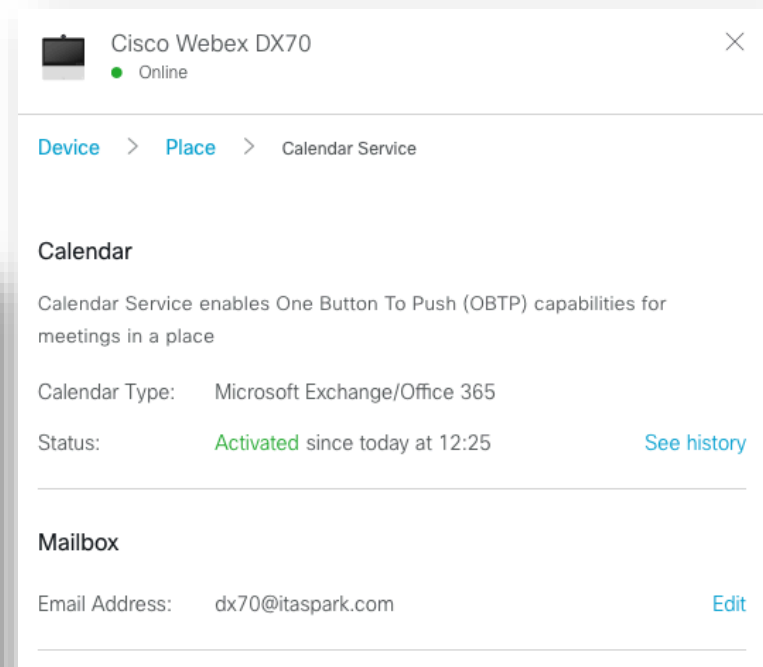 Cisco Webex DX70
Online
Device > Place > Calendar Service
Calendar
Calendar Service enables One Button To Push (OBTP) capabilities for
meetings in a place
Calendar Type: Microsoft Exchange/Office 365
Status: Activated since today at 12:25 See history
Mailbox
Email Address: dx70@itaspark.com Edit